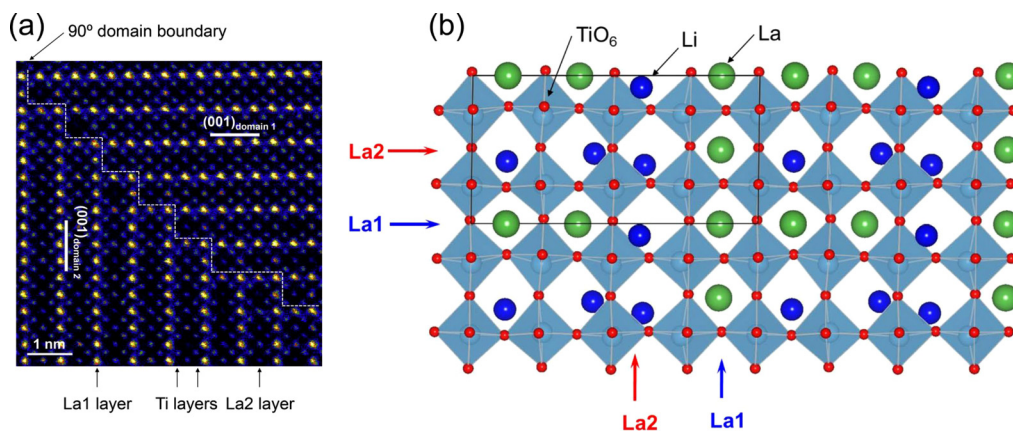 (a)
90º domain boundary
(001)domain 1
(001)domain 2
1 nm
La1 layer
Ti layers
La2 layer
(b)
TiO6
Li
La
La2
La1
La2
La1